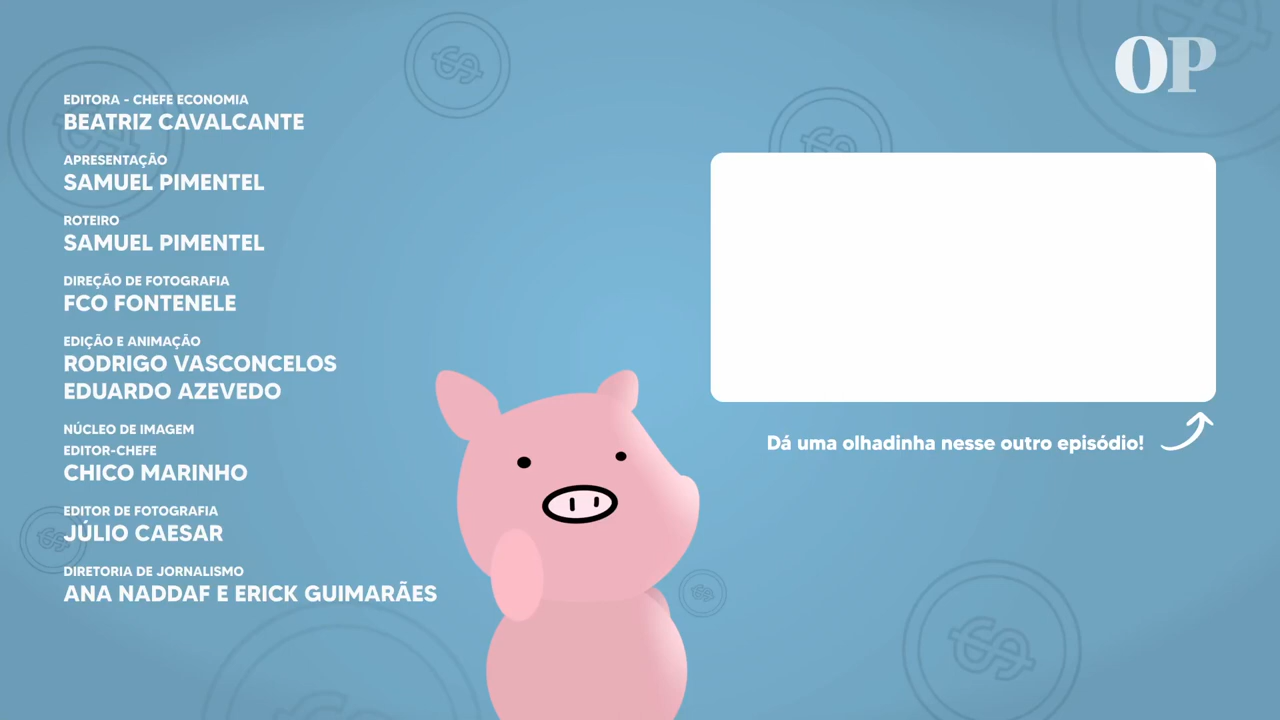 EDITORA - CHEFE ECONOMIA
BEATRIZ CAVALCANTE
APRESENTAÇÃO
SAMUEL PIMENTEL
ROTEIRO
SAMUEL PIMENTEL
DIREÇÃO DE FOTOGRAFIA
FCO FONTENELE
EDIÇÃO E ANIMAÇÃO
RODRIGO VASCONCELOS
EDUARDO AZEVEDO
NÚCLEO DE IMAGEM
EDITOR-CHEFE
CHICO MARINHO
EDITOR DE FOTOGRAFIA
JÚLIO CAESAR
DIRETORIA DE JORNALISMO
ANA NADDAF E ERICK GUIMARÃES
OP
Dá uma olhadinha nesse outro episódio!